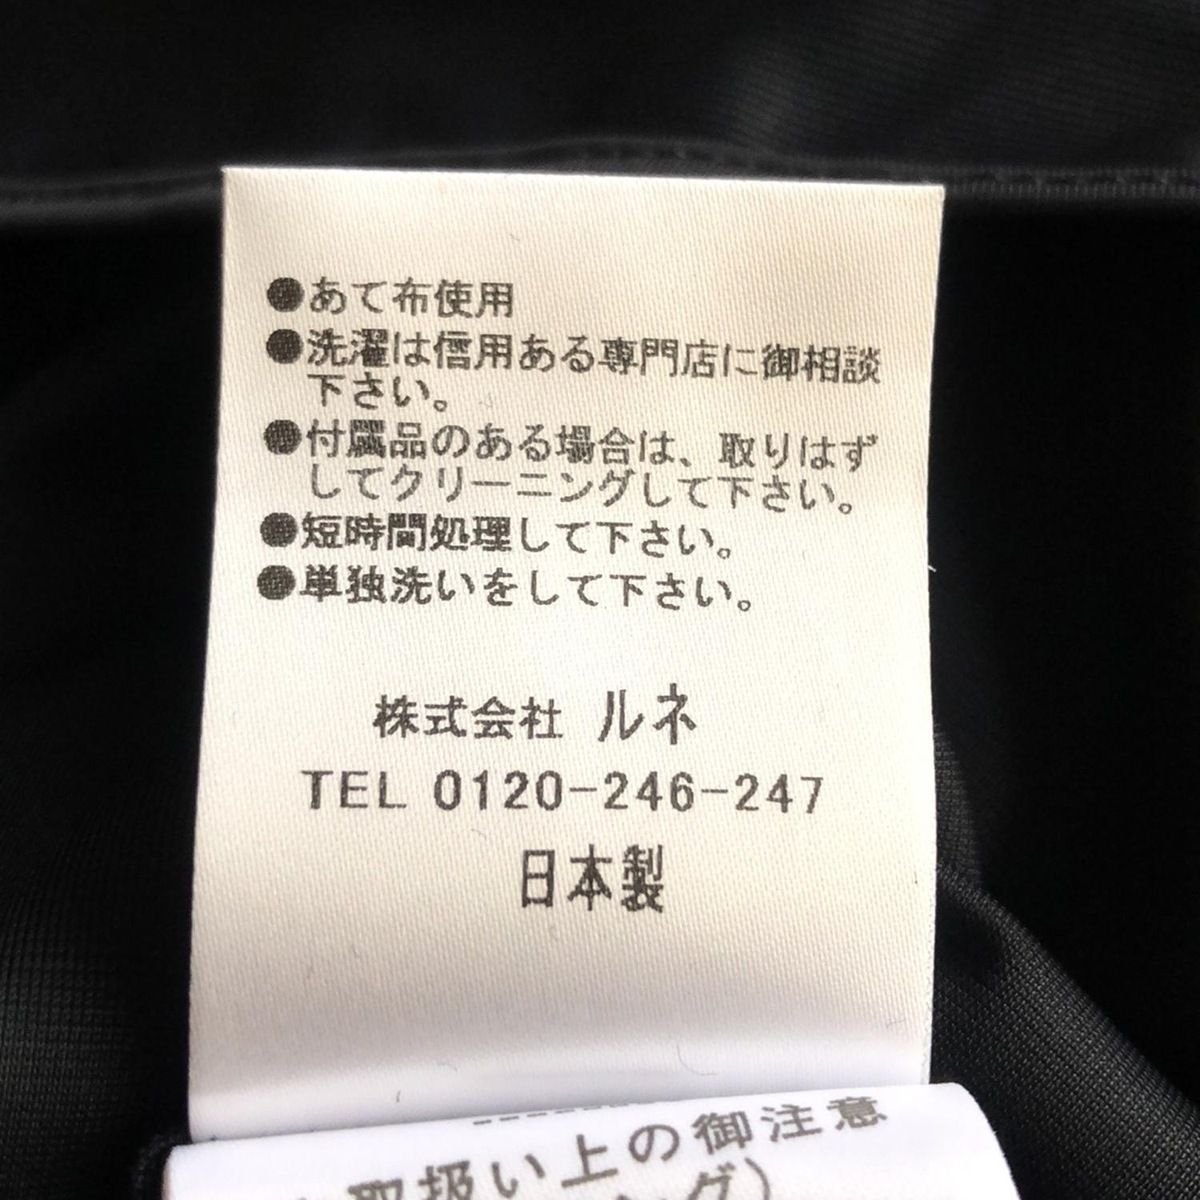 ●あて布使用
●洗濯は信用ある専門店に御相談
下さい。
●付属品のある場合は、取りはず
してクリーニングして下さい。
●短時間処理して下さい。
●単独洗いをして下さい。
株式会社 ルネ
TEL 0120-246-247
日本製
取扱い上の御注意
ング)